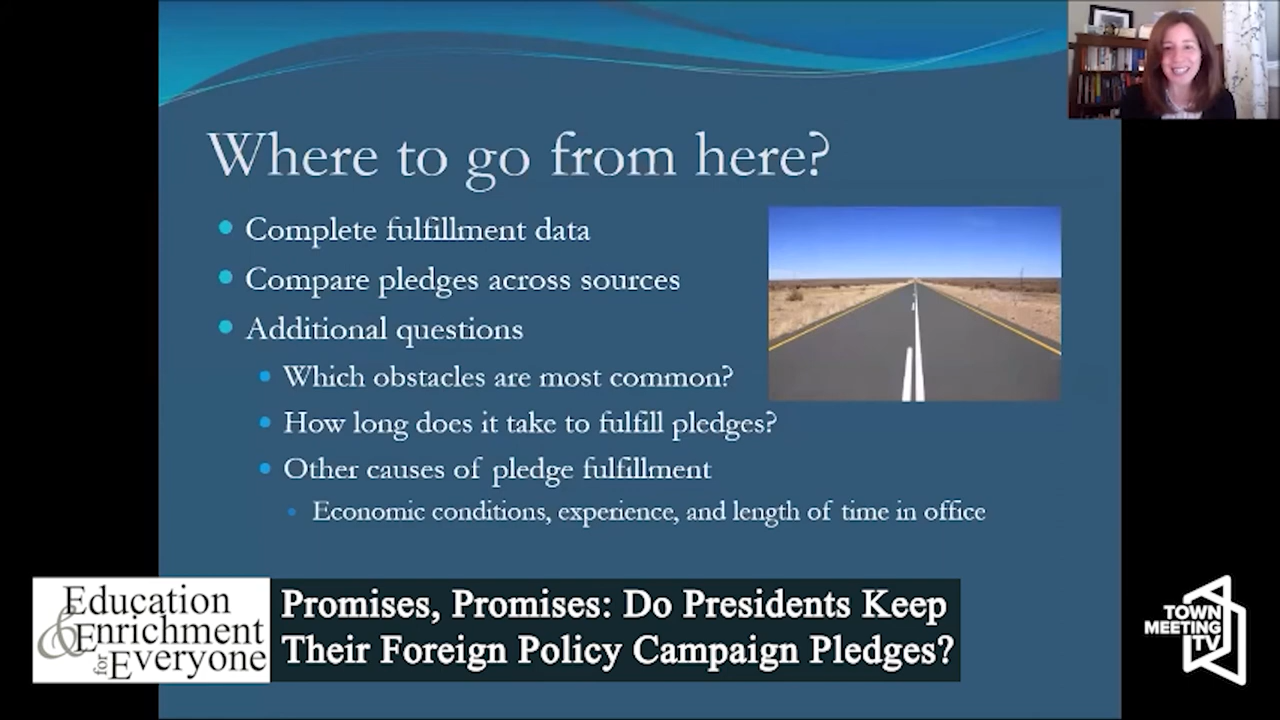 Where to go from here?
Complete fulfillment data
Compare pledges across sources
Additional questions
Which obstacles are most common?
How long does it take to fulfill pledges?
Other causes of pledge fulfillment
Economic conditions, experience, and length of time in office
Education
& Enrichment
for Everyone
Promises, Promises: Do Presidents Keep
Their Foreign Policy Campaign Pledges?
TOWN
MEETING
TV